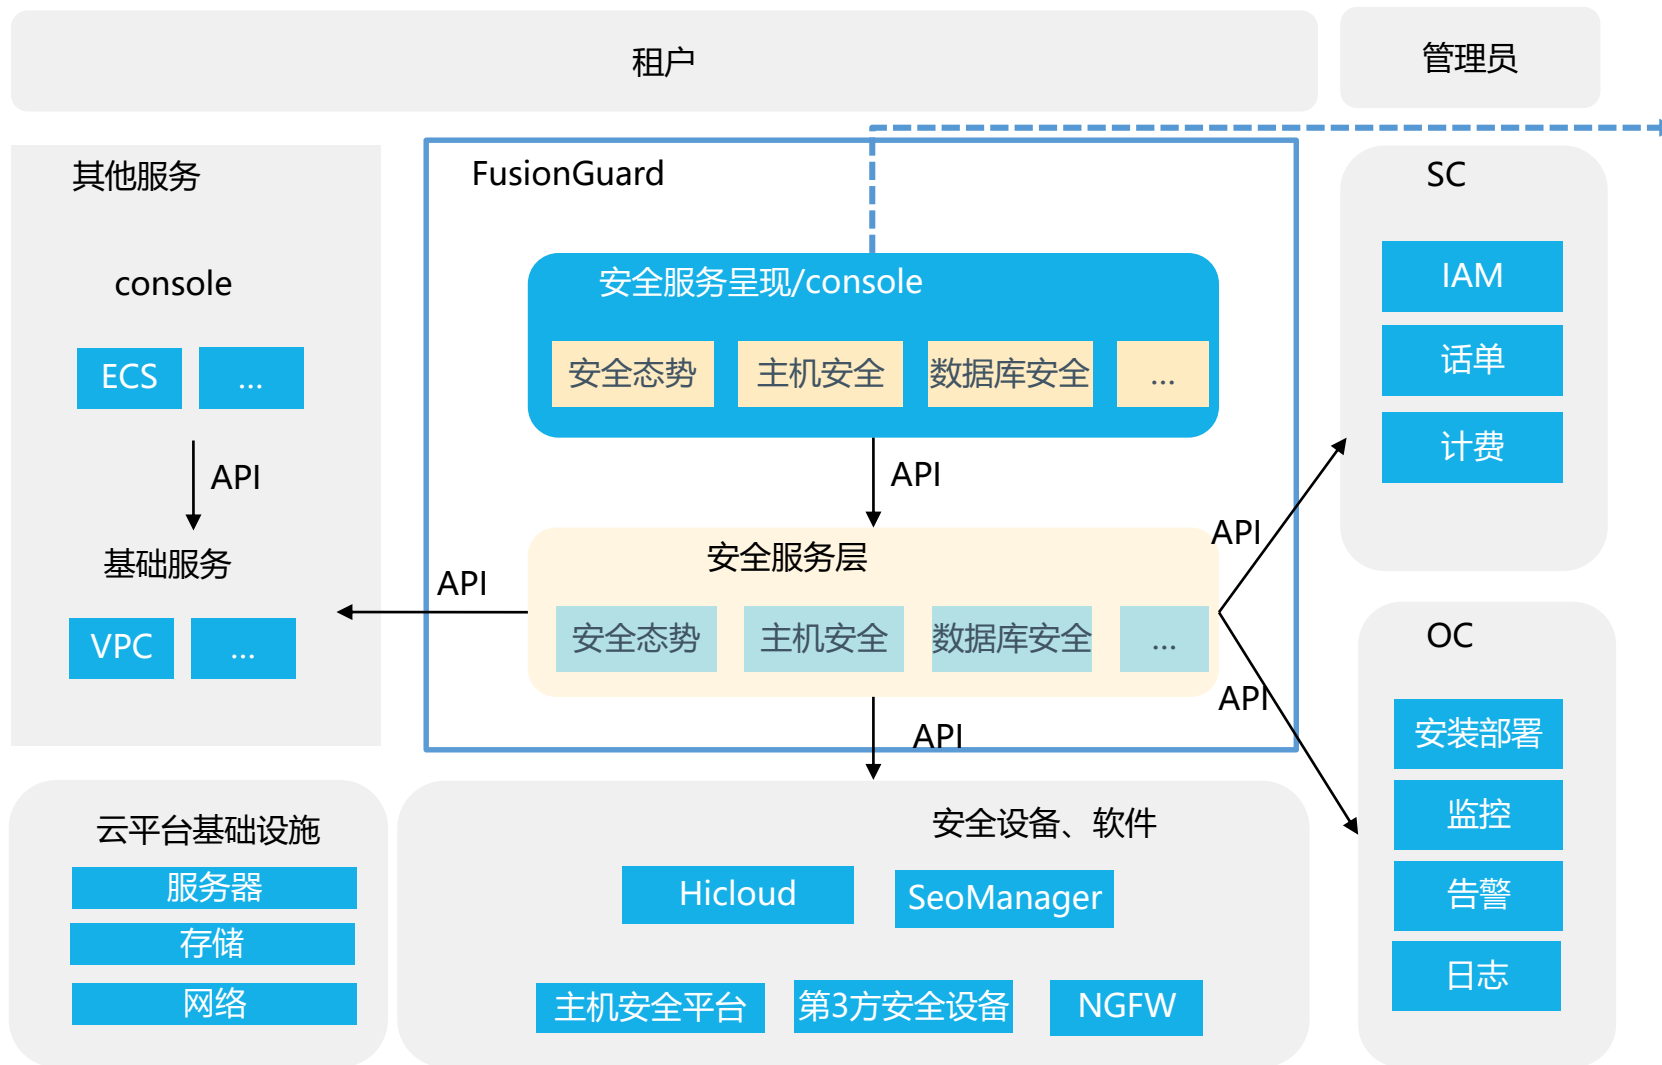 租户
管理员
其他服务
console
ECS
...
API
基础服务
VPC
...
FusionGuard
安全服务呈现/console
安全态势
主机安全
数据库安全
...
API
安全服务层
安全态势
主机安全
数据库安全
...
API
API
API
API
SC
IAM
话单
计费
OC
安装部署
监控
告警
日志
云平台基础设施
服务器
存储
网络
安全设备、软件
Hicloud
SeoManager
主机安全平台
第3方安全设备
NGFW